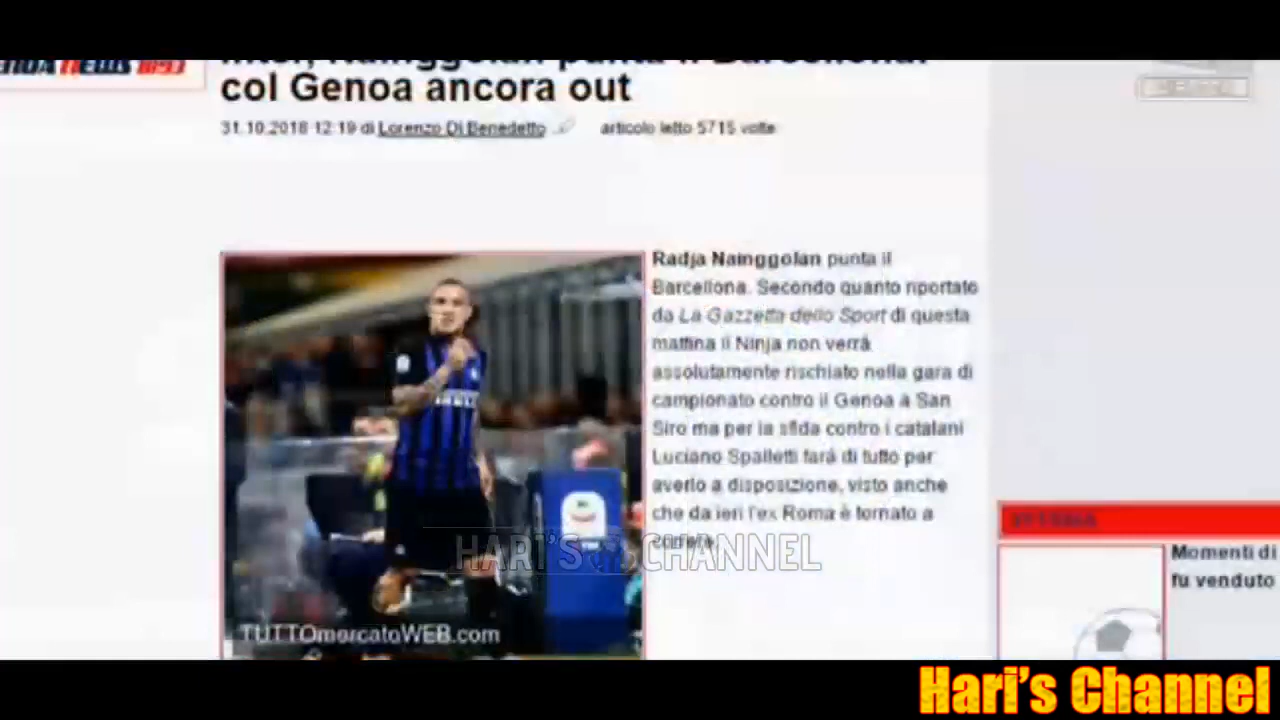 col Genoa ancora out
31.10.2018 12:19 di Lorenzo Di Benedetto articolo letto 5715 volte
Radja Nainggolan punta il
Barcellona. Secondo quanto riportato
da La Gazzetta dello Sport di questa
mattina il Ninja non verrà
assolutamente rischiato nella gara di
campionato contro il Genoa a San
Siro ma per la sfida contro i catalani
Luciano Spalletti farà di tutto per
averlo a disposizione, visto anche
che da ieri l'ex Roma è tornato a
HARI'S CHANNEL
TUTTOmercatoWEB.com
Momenti di
fu venduto
Hari's Channel